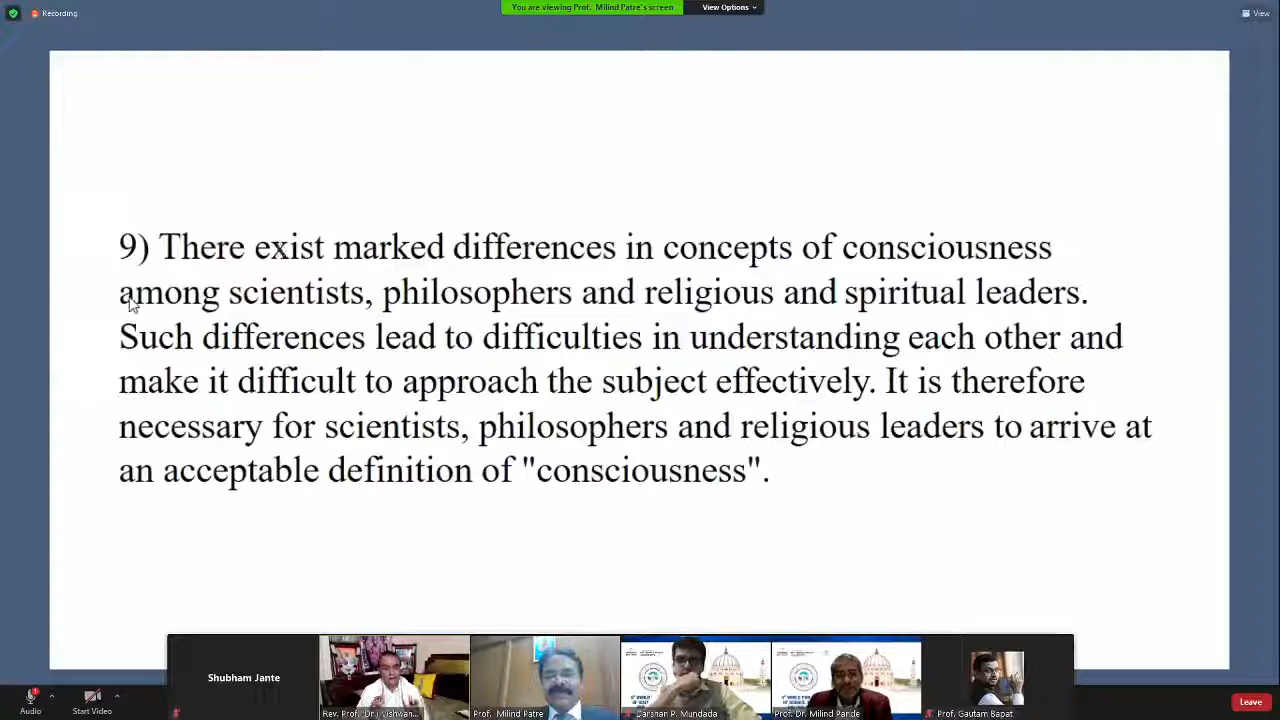 Recording
You are viewing Prof. Milind Patre's screen
View Options
View
9) There exist marked differences in concepts of consciousness
among scientists, philosophers and religious and spiritual leaders.
Such differences lead to difficulties in understanding each other and
make it difficult to approach the subject effectively. It is therefore
necessary for scientists, philosophers and religious leaders to arrive at
an acceptable definition of "consciousness".
Shubham Jante
Audio
Start Video
Rev. Prof. Dr.
Prof. Milind Patre
Darshan P. Mundada
Prof. Dr. Milind Pande
Prof. Gautam Bapat
Leave